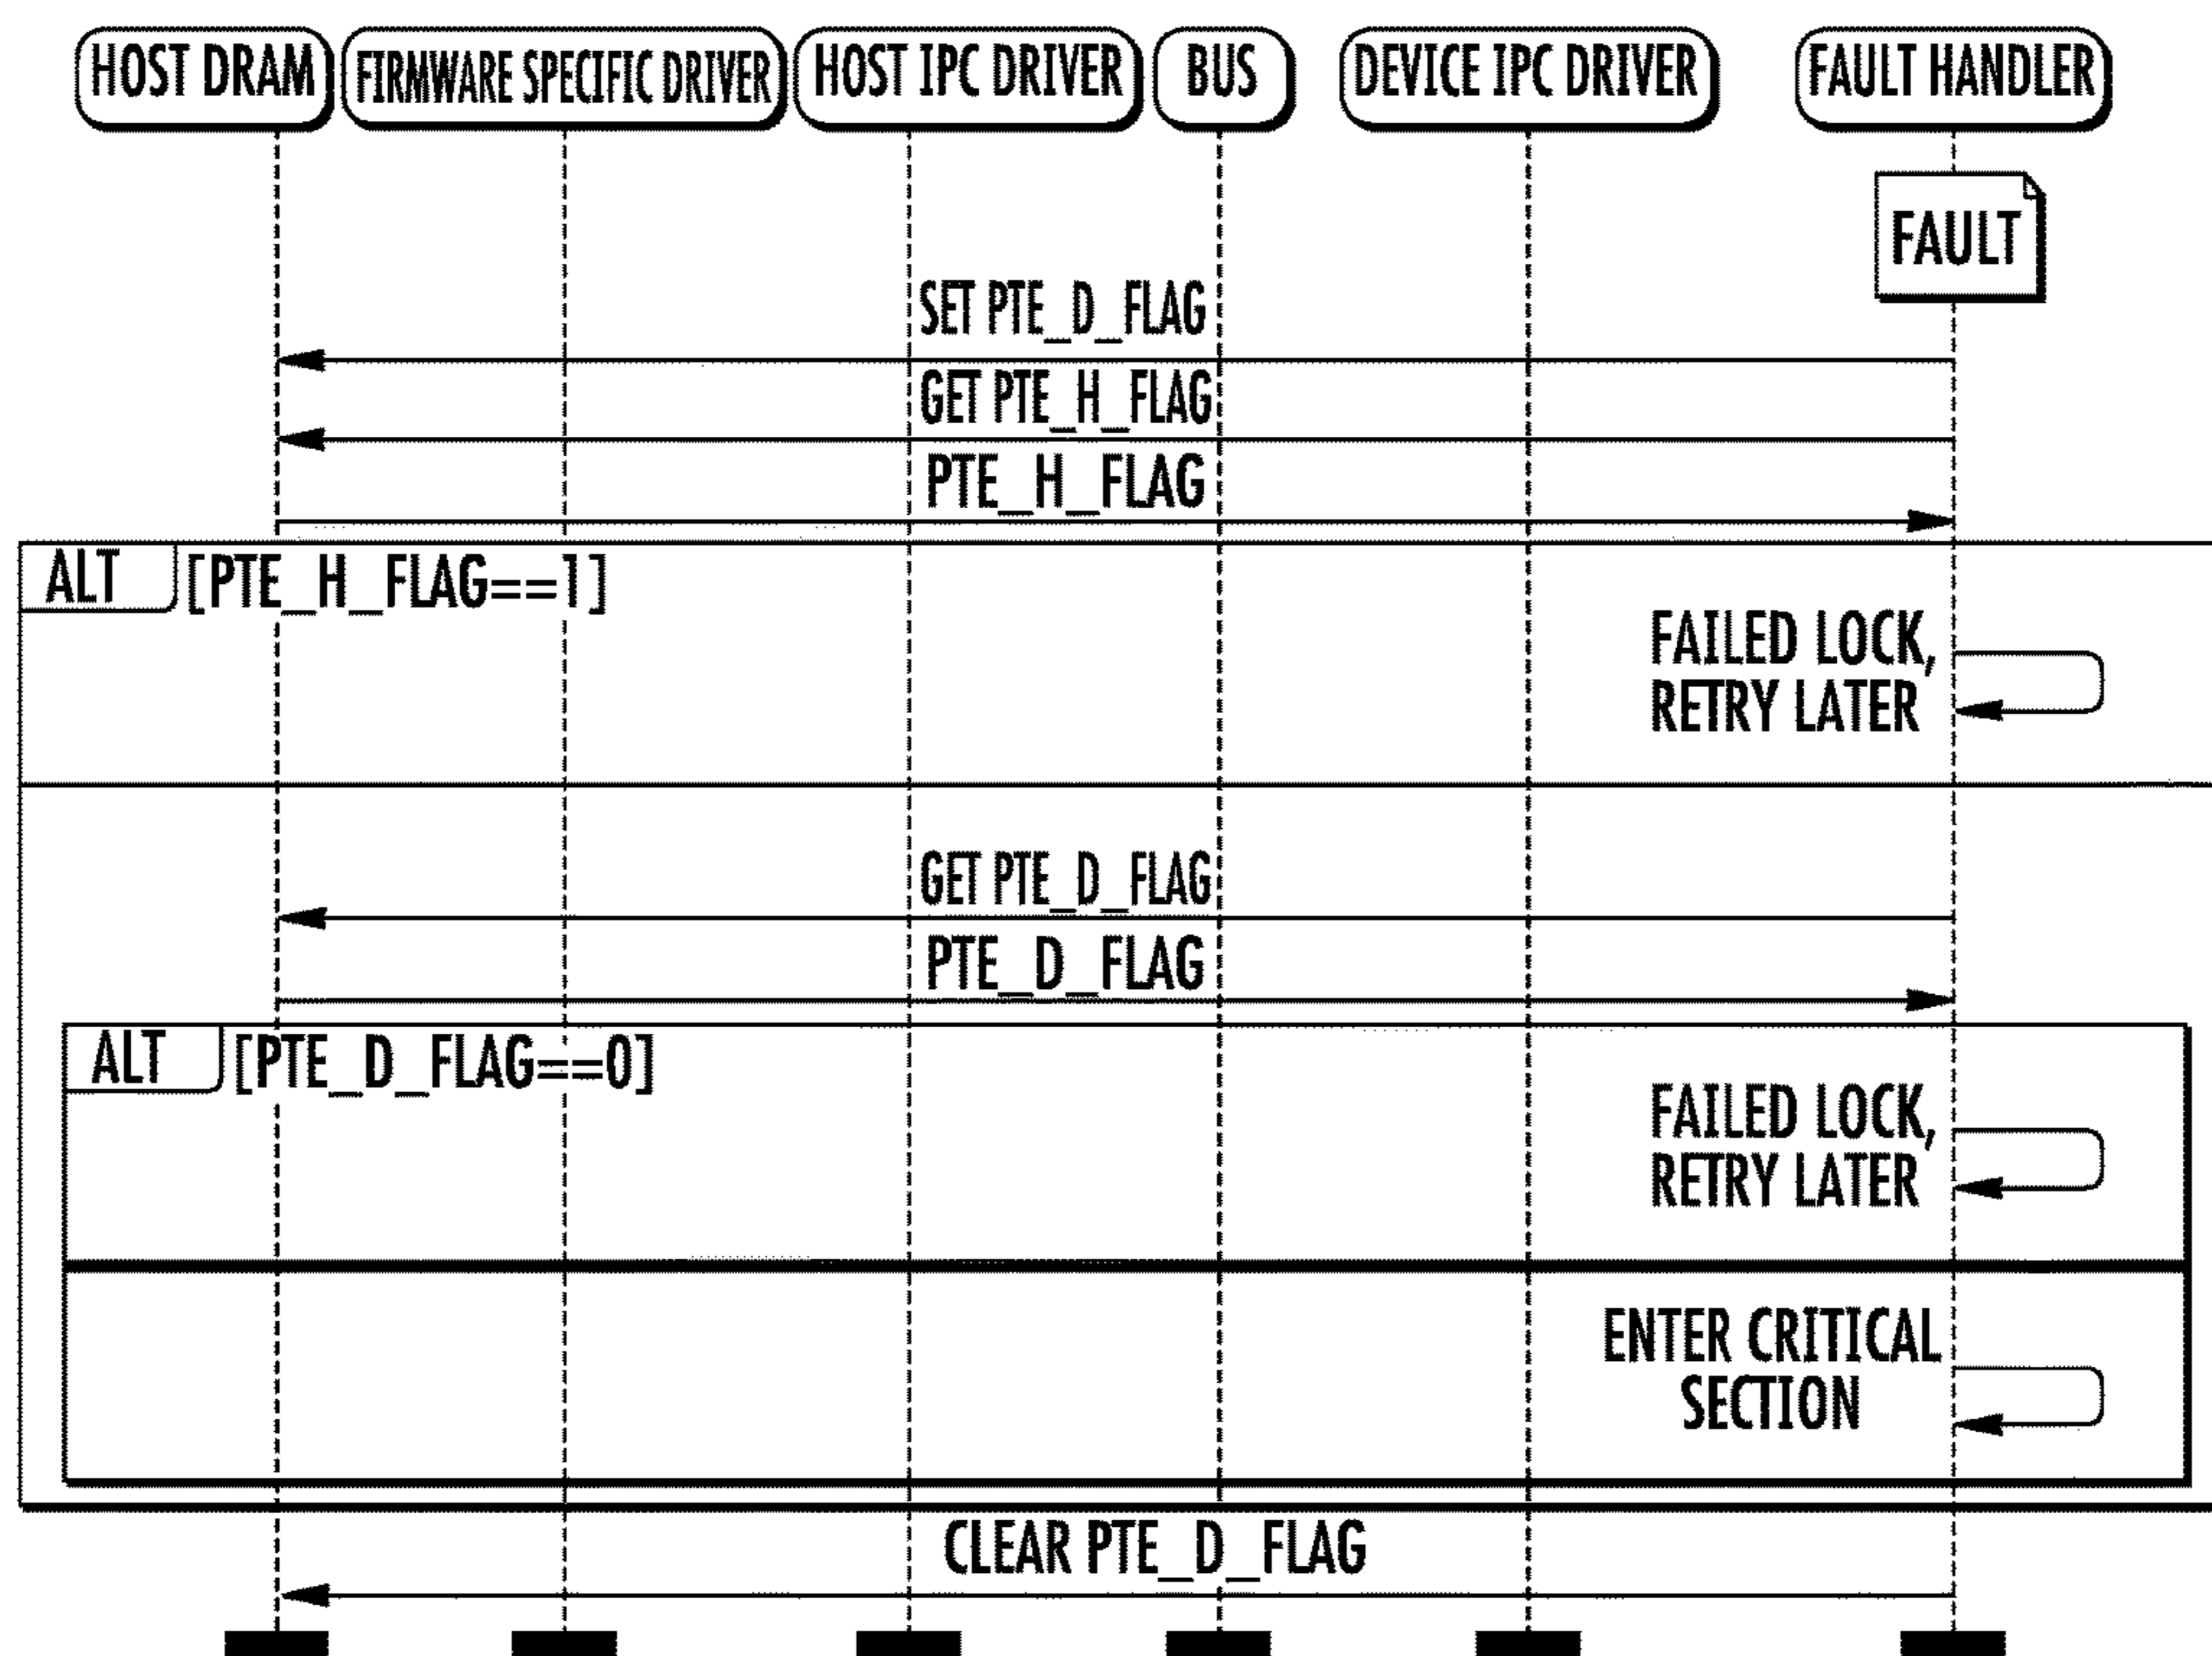 HOST DRAM
FIRMWARE SPECIFIC DRIVER
HOST IPC DRIVER
BUS
DEVICE IPC DRIVER
FAULT HANDLER
FAULT
SET PTE_D_FLAG
GET PTE_H_FLAG
PTE_H_FLAG
ALT [PTE_H_FLAG==1]
FAILED LOCK,
RETRY LATER
GET PTE_D_FLAG
PTE_D_FLAG
ALT [PTE_D_FLAG==0]
FAILED LOCK,
RETRY LATER
ENTER CRITICAL
SECTION
CLEAR PTE_D_FLAG